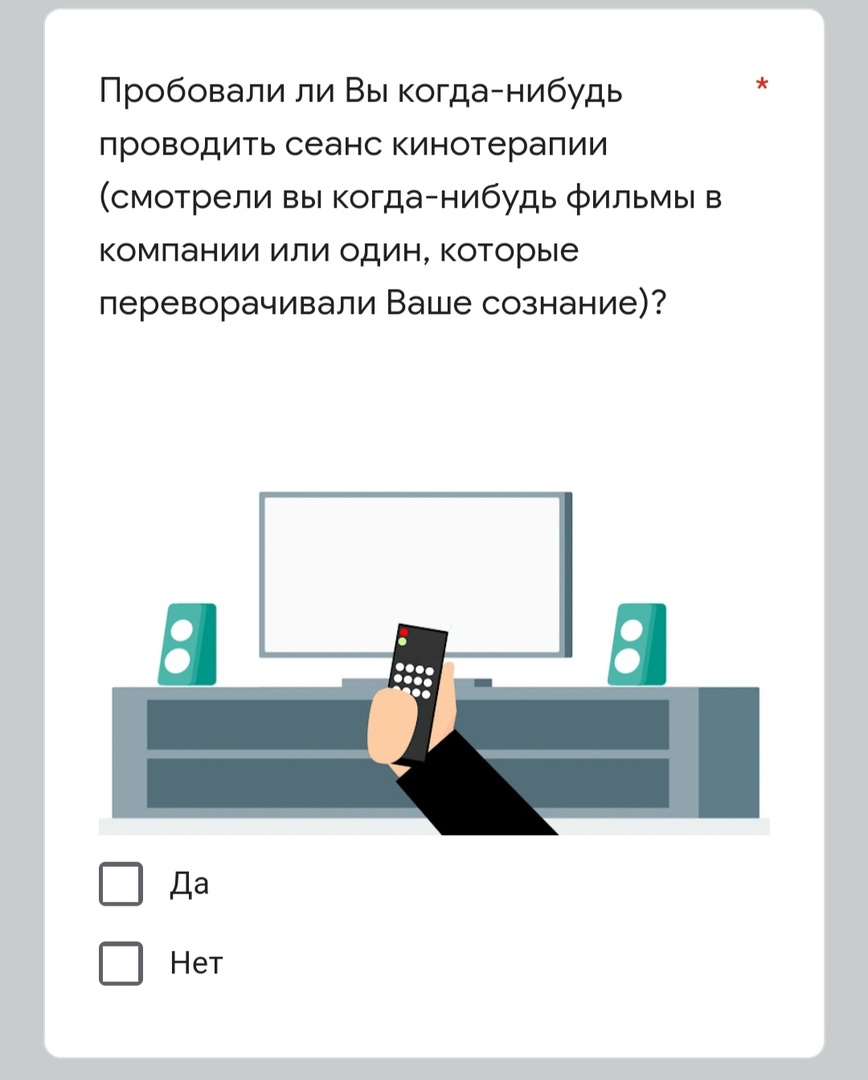 Пробовали ли Вы когда-нибудь *
проводить сеанс кинотерапии
(смотрели вы когда-нибудь фильмы в
компании или один, которые
переворачивали Ваше сознание)?
Да
Нет